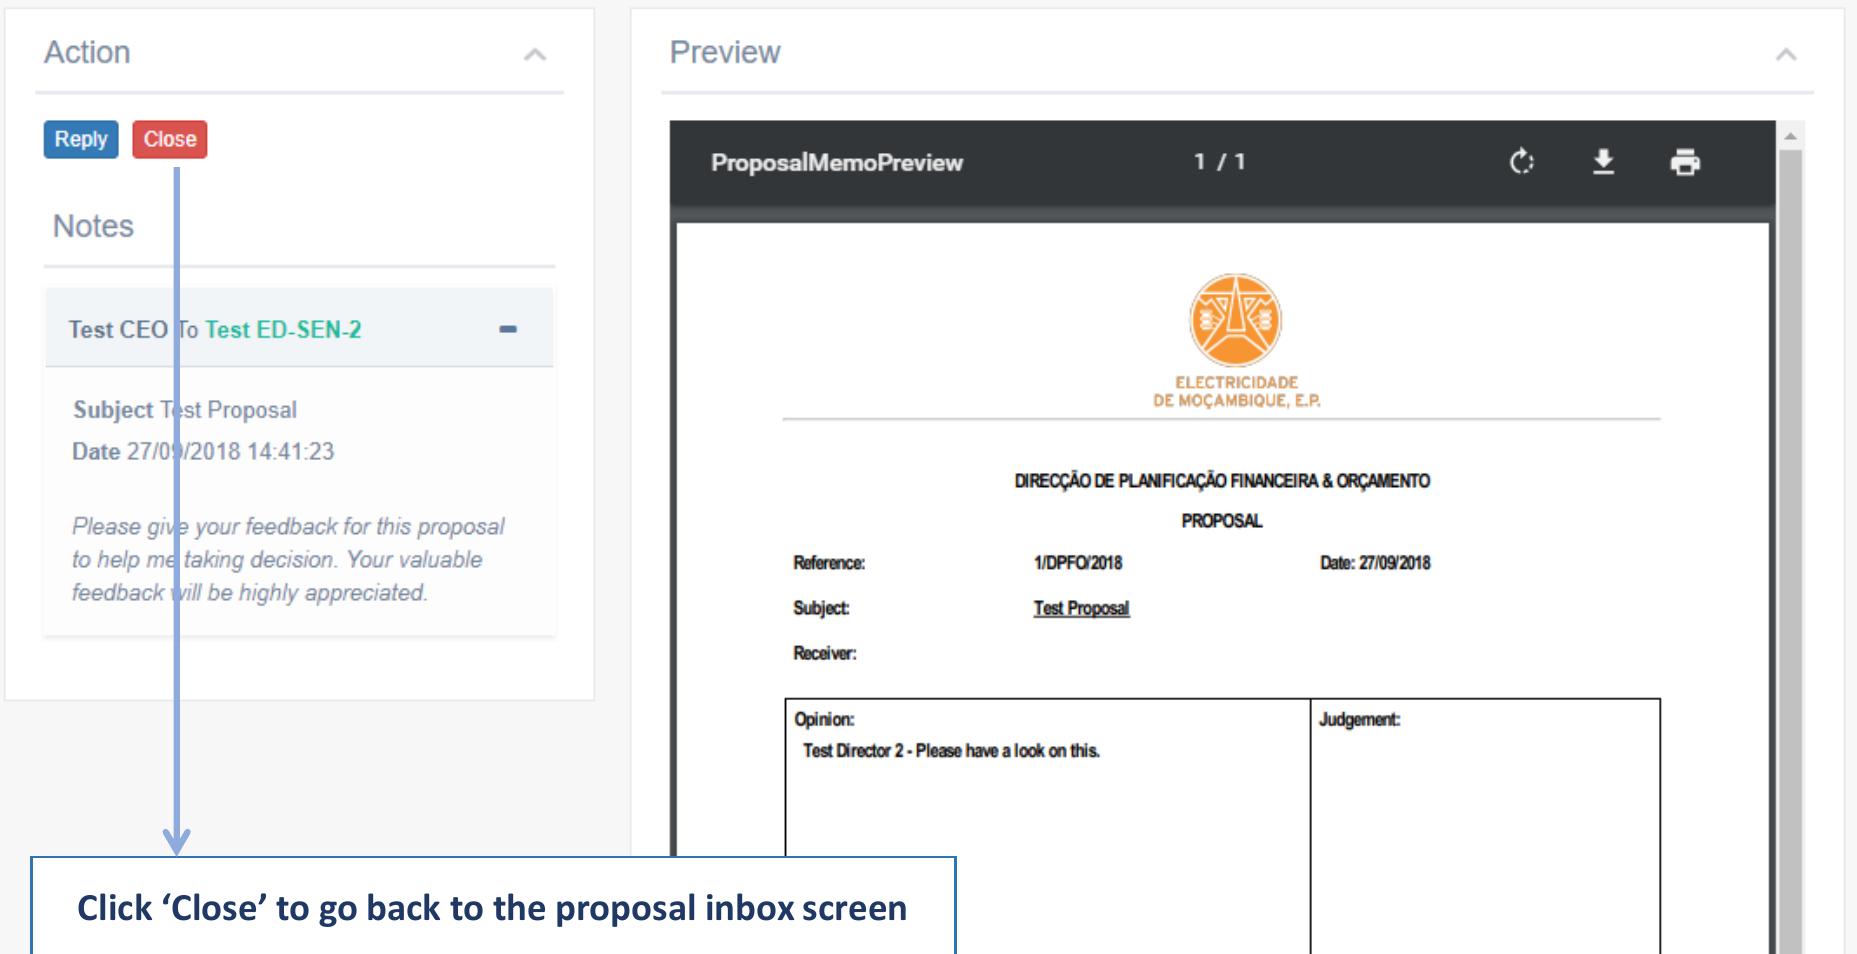 Action
Reply Close
Notes
Test CEO To Test ED-SEN-2
Subject Test Proposal
Date 27/09/2018 14:41:23
Please give your feedback for this proposal
to help me taking decision. Your valuable
feedback will be highly appreciated.
Preview
ProposalMemoPreview 1 / 1
ELECTRICIDADE
DE MOÇAMBIQUE, E.P.
DIRECÇÃO DE PLANIFICAÇÃO FINANCEIRA & ORÇAMENTO
PROPOSAL
Reference: 1/DPFO/2018 Date: 27/09/2018
Subject: Test Proposal
Receiver:
Opinion: Judgement:
Test Director 2 - Please have a look on this.
Click ‘Close’ to go back to the proposal inbox screen